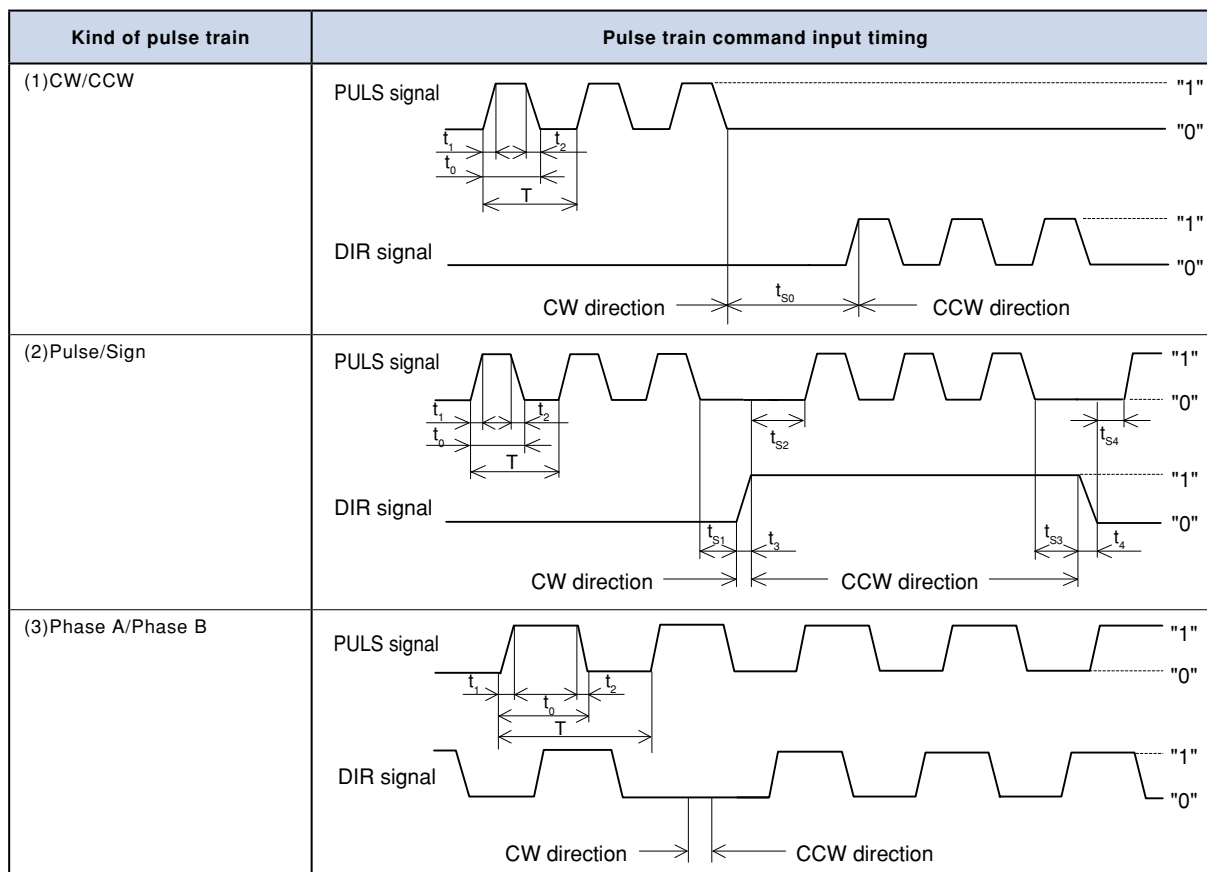 Kind of pulse train
Pulse train command input timing
(1)CW/CCW
PULS signal
"1"
"0"
t1
t2
t0
T
DIR signal
"1"
"0"
CW direction
tS0
CCW direction
(2)Pulse/Sign
PULS signal
"1"
"0"
t1
t2
t0
T
tS2
tS4
DIR signal
"1"
"0"
tS1
t3
tS3
t4
CW direction
CCW direction
(3)Phase A/Phase B
PULS signal
"1"
"0"
t1
t2
t0
T
DIR signal
"1"
"0"
CW direction
CCW direction